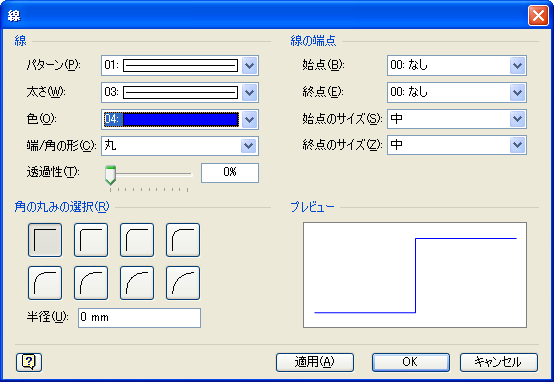 線
線
パターン(P): 01:
太さ(W): 03:
色(O): 04:
端/角の形(C): 丸
透過性(T): 0%
線の端点
始点(B): 00: なし
終点(E): 00: なし
始点のサイズ(S): 中
終点のサイズ(Z): 中
角の丸みの選択(R)
半径(U): 0 mm
プレビュー
?
適用(A)
OK
キャンセル